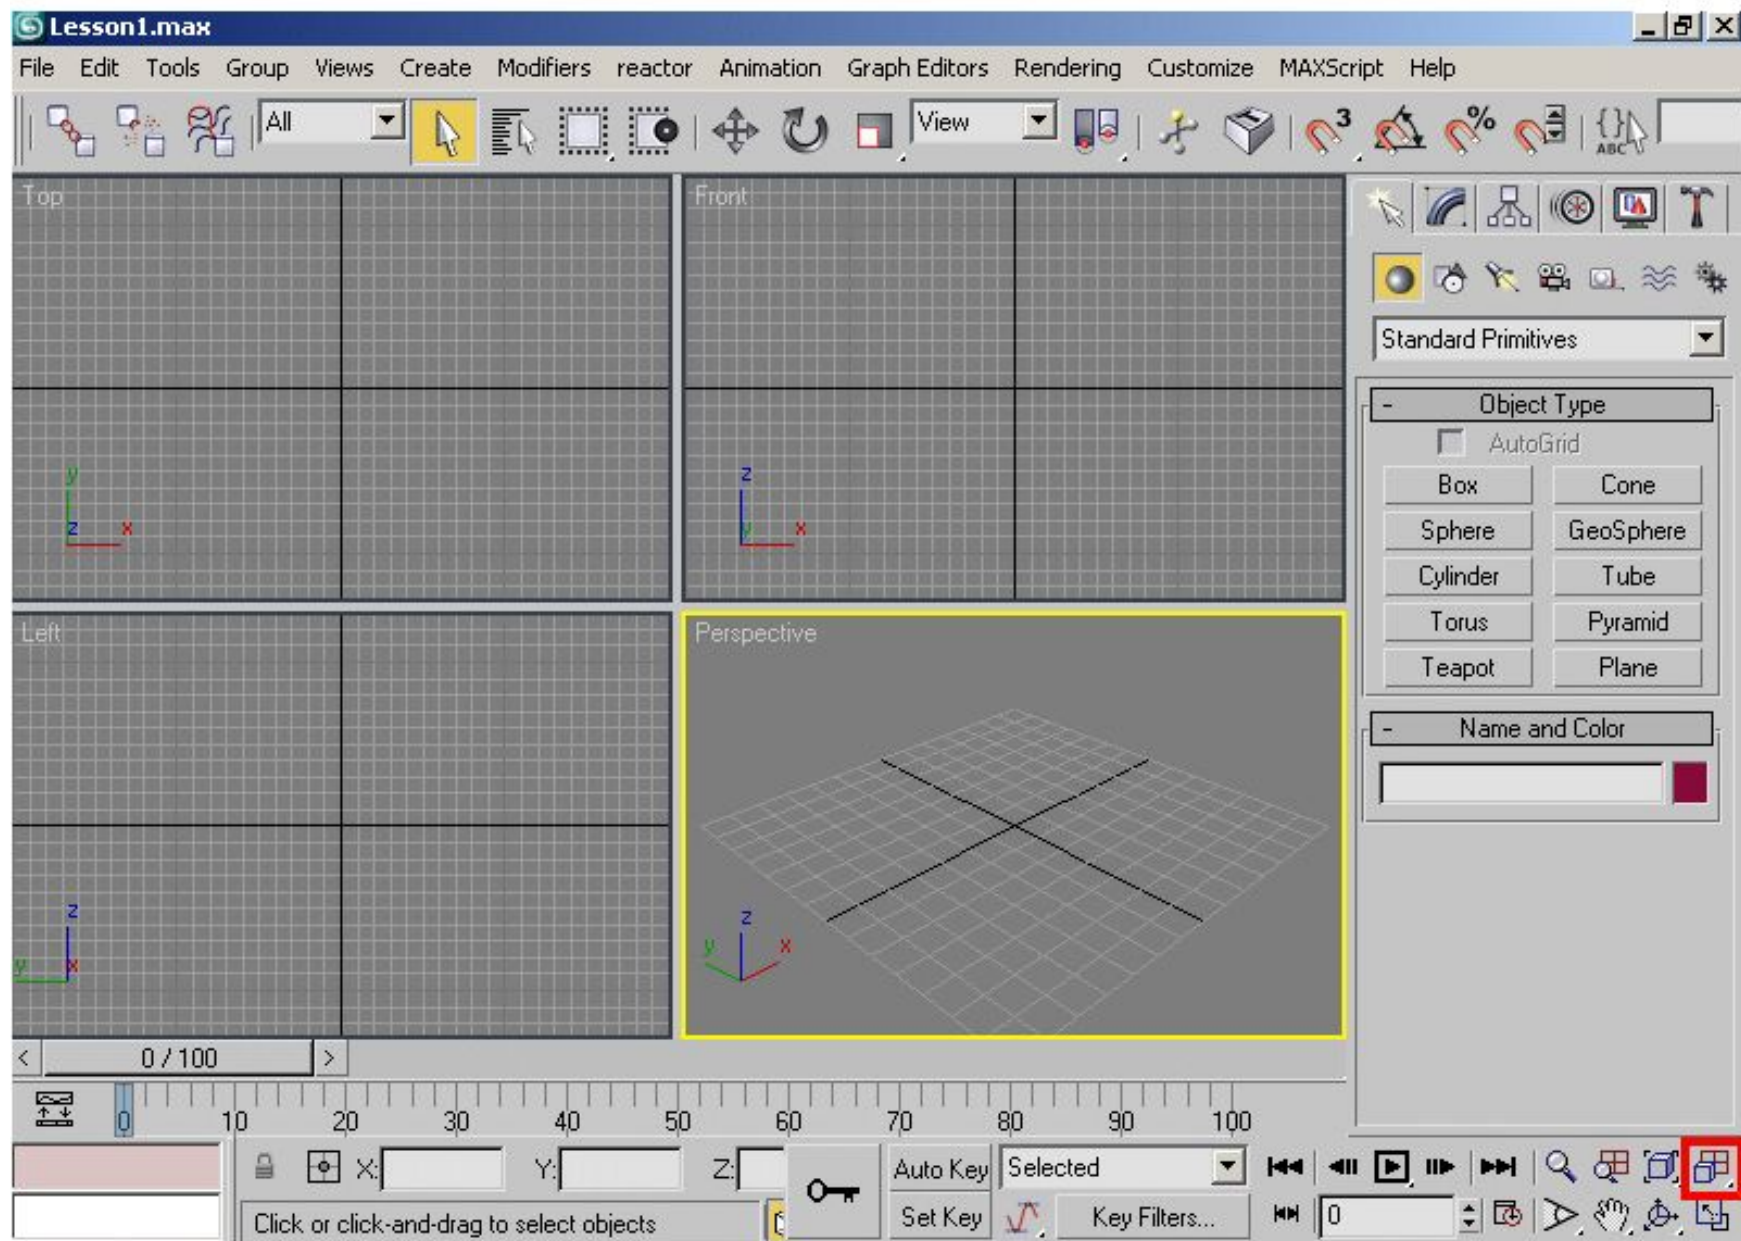 Lesson1.max
File Edit Tools Group Views Create Modifiers reactor Animation Graph Editors Rendering Customize MAXScript Help
All
View
3
%
{}
ABC
Top
Front
Standard Primitives
- Object Type
AutoGrid
Box Cone
Sphere GeoSphere
Cylinder Tube
Torus Pyramid
Teapot Plane
- Name and Color
y
z x
z
y x
Left
Perspective
z
y x
z
y x
< 0 / 100 >
0 10 20 30 40 50 60 70 80 90 100
X: Y: Z:
Auto Key Selected
Click or click-and-drag to select objects
Set Key Key Filters...
0